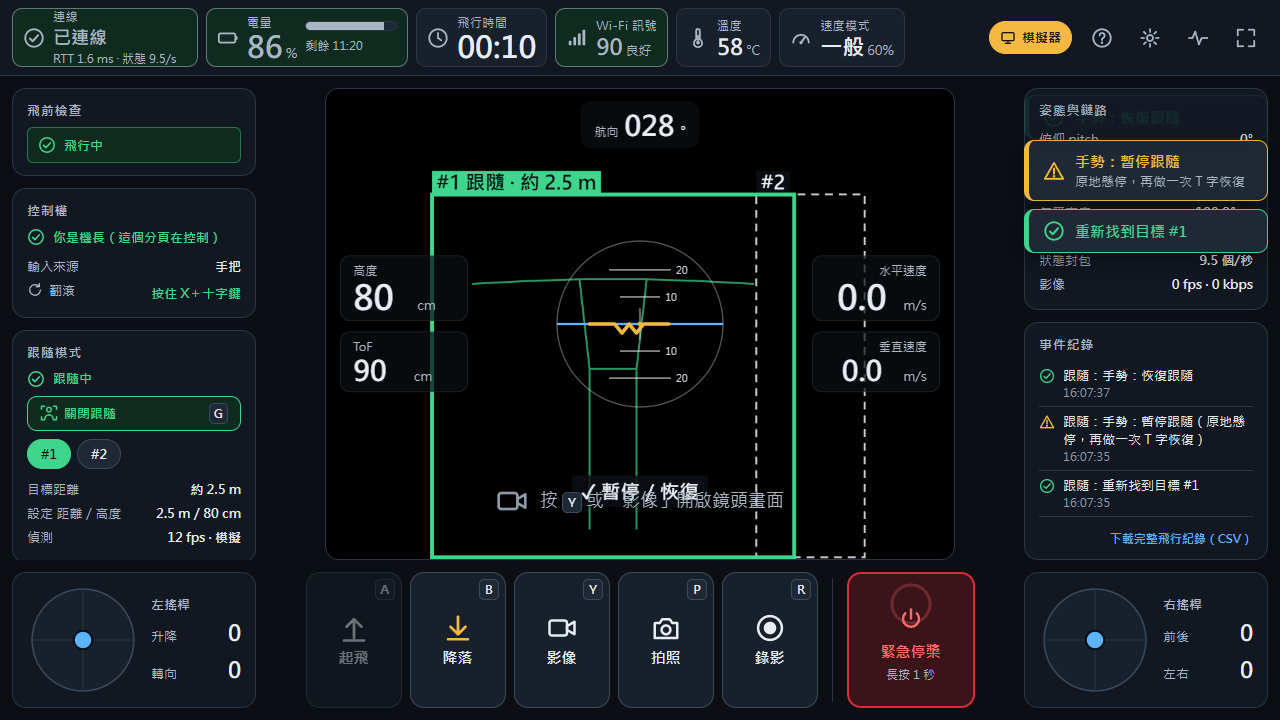 連線
已連線
RTT 1.6 ms · 狀態 9.5/s
電量
86 %
剩餘 11:20
飛行時間
00:10
Wi-Fi 訊號
90 良好
溫度
58 °C
速度模式
一般 60%
模擬器
飛前檢查
飛行中
控制權
你是機長（這個分頁在控制）
輸入來源 手把
翻滾 按住 X + 十字鍵
跟隨模式
跟隨中
關閉跟隨 G
#1 #2
目標距離 約 2.5 m
設定 距離 / 高度 2.5 m / 80 cm
偵測 12 fps · 模擬
航向 028 °
#1 跟隨 · 約 2.5 m
#2
高度
80 cm
ToF
90 cm
水平速度
0.0 m/s
垂直速度
0.0 m/s
20
10
10
20
✓ 暫停 / 恢復
按 Y 或「影像」開啟鏡頭畫面
姿態與鏈路
手勢：恢復跟隨
俯仰 pitch 0°
手勢：暫停跟隨
原地懸停，再做一次 T 字恢復
重新找到目標 #1
狀態封包 9.5 個/秒
影像 0 fps · 0 kbps
事件紀錄
跟隨：手勢：恢復跟隨
16:07:37
跟隨：手勢：暫停跟隨（原地懸
停，再做一次 T 字恢復）
16:07:35
跟隨：重新找到目標 #1
16:07:35
下載完整飛行紀錄（CSV）
左搖桿
升降 0
轉向 0
A
起飛
B
降落
Y
影像
P
拍照
R
錄影
緊急停槳
長按 1 秒
右搖桿
前後 0
左右 0